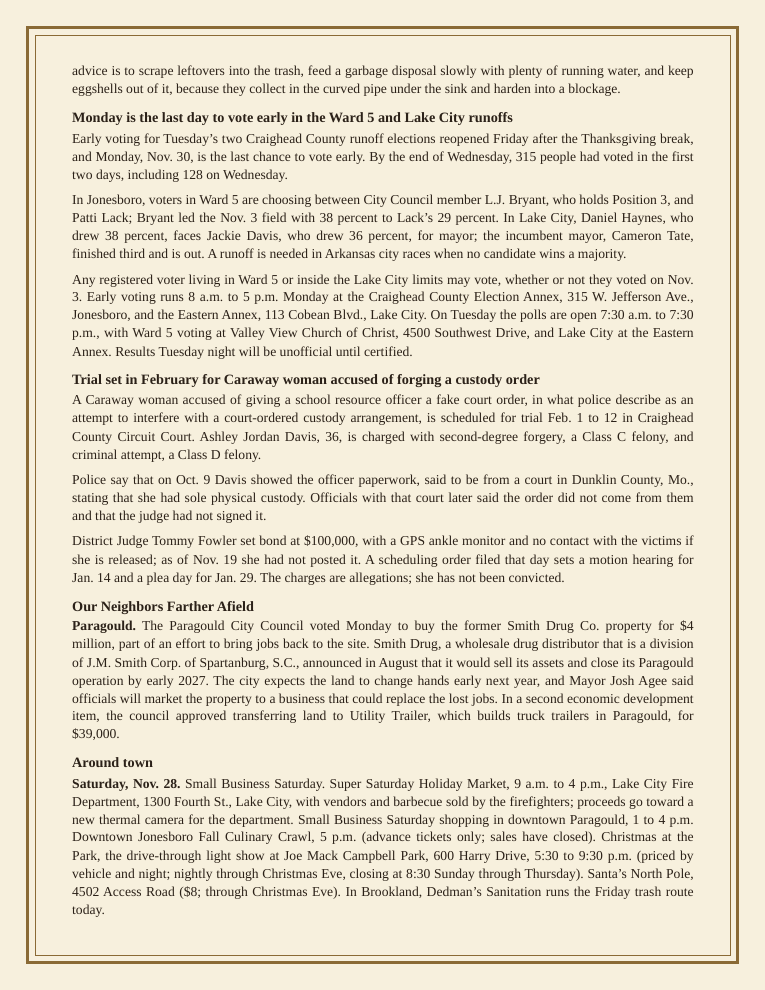 advice is to scrape leftovers into the trash, feed a garbage disposal slowly with plenty of running water, and keep
eggshells out of it, because they collect in the curved pipe under the sink and harden into a blockage.
Monday is the last day to vote early in the Ward 5 and Lake City runoffs
Early voting for Tuesday’s two Craighead County runoff elections reopened Friday after the Thanksgiving break,
and Monday, Nov. 30, is the last chance to vote early. By the end of Wednesday, 315 people had voted in the first
two days, including 128 on Wednesday.
In Jonesboro, voters in Ward 5 are choosing between City Council member L.J. Bryant, who holds Position 3, and
Patti Lack; Bryant led the Nov. 3 field with 38 percent to Lack’s 29 percent. In Lake City, Daniel Haynes, who
drew 38 percent, faces Jackie Davis, who drew 36 percent, for mayor; the incumbent mayor, Cameron Tate,
finished third and is out. A runoff is needed in Arkansas city races when no candidate wins a majority.
Any registered voter living in Ward 5 or inside the Lake City limits may vote, whether or not they voted on Nov.
3. Early voting runs 8 a.m. to 5 p.m. Monday at the Craighead County Election Annex, 315 W. Jefferson Ave.,
Jonesboro, and the Eastern Annex, 113 Cobean Blvd., Lake City. On Tuesday the polls are open 7:30 a.m. to 7:30
p.m., with Ward 5 voting at Valley View Church of Christ, 4500 Southwest Drive, and Lake City at the Eastern
Annex. Results Tuesday night will be unofficial until certified.
Trial set in February for Caraway woman accused of forging a custody order
A Caraway woman accused of giving a school resource officer a fake court order, in what police describe as an
attempt to interfere with a court-ordered custody arrangement, is scheduled for trial Feb. 1 to 12 in Craighead
County Circuit Court. Ashley Jordan Davis, 36, is charged with second-degree forgery, a Class C felony, and
criminal attempt, a Class D felony.
Police say that on Oct. 9 Davis showed the officer paperwork, said to be from a court in Dunklin County, Mo.,
stating that she had sole physical custody. Officials with that court later said the order did not come from them
and that the judge had not signed it.
District Judge Tommy Fowler set bond at $100,000, with a GPS ankle monitor and no contact with the victims if
she is released; as of Nov. 19 she had not posted it. A scheduling order filed that day sets a motion hearing for
Jan. 14 and a plea day for Jan. 29. The charges are allegations; she has not been convicted.
Our Neighbors Farther Afield
Paragould. The Paragould City Council voted Monday to buy the former Smith Drug Co. property for $4
million, part of an effort to bring jobs back to the site. Smith Drug, a wholesale drug distributor that is a division
of J.M. Smith Corp. of Spartanburg, S.C., announced in August that it would sell its assets and close its Paragould
operation by early 2027. The city expects the land to change hands early next year, and Mayor Josh Agee said
officials will market the property to a business that could replace the lost jobs. In a second economic development
item, the council approved transferring land to Utility Trailer, which builds truck trailers in Paragould, for
$39,000.
Around town
Saturday, Nov. 28. Small Business Saturday. Super Saturday Holiday Market, 9 a.m. to 4 p.m., Lake City Fire
Department, 1300 Fourth St., Lake City, with vendors and barbecue sold by the firefighters; proceeds go toward a
new thermal camera for the department. Small Business Saturday shopping in downtown Paragould, 1 to 4 p.m.
Downtown Jonesboro Fall Culinary Crawl, 5 p.m. (advance tickets only; sales have closed). Christmas at the
Park, the drive-through light show at Joe Mack Campbell Park, 600 Harry Drive, 5:30 to 9:30 p.m. (priced by
vehicle and night; nightly through Christmas Eve, closing at 8:30 Sunday through Thursday). Santa’s North Pole,
4502 Access Road ($8; through Christmas Eve). In Brookland, Dedman’s Sanitation runs the Friday trash route
today.